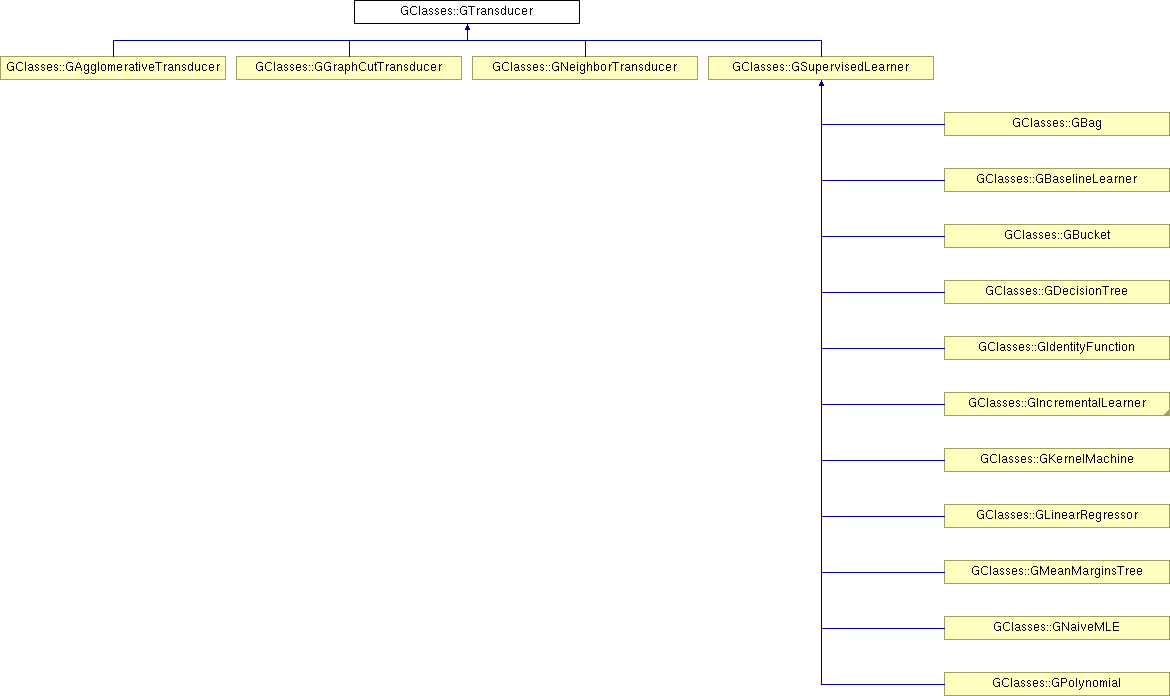 GClasses::GTransducer
GClasses::GAgglomerativeTransducer GClasses::GGraphCutTransducer GClasses::GNeighborTransducer GClasses::GSupervisedLearner
GClasses::GBag
GClasses::GBaselineLearner
GClasses::GBucket
GClasses::GDecisionTree
GClasses::GIdentityFunction
GClasses::GIncrementalLearner
GClasses::GKernelMachine
GClasses::GLinearRegressor
GClasses::GMeanMarginsTree
GClasses::GNaiveMLE
GClasses::GPolynomial